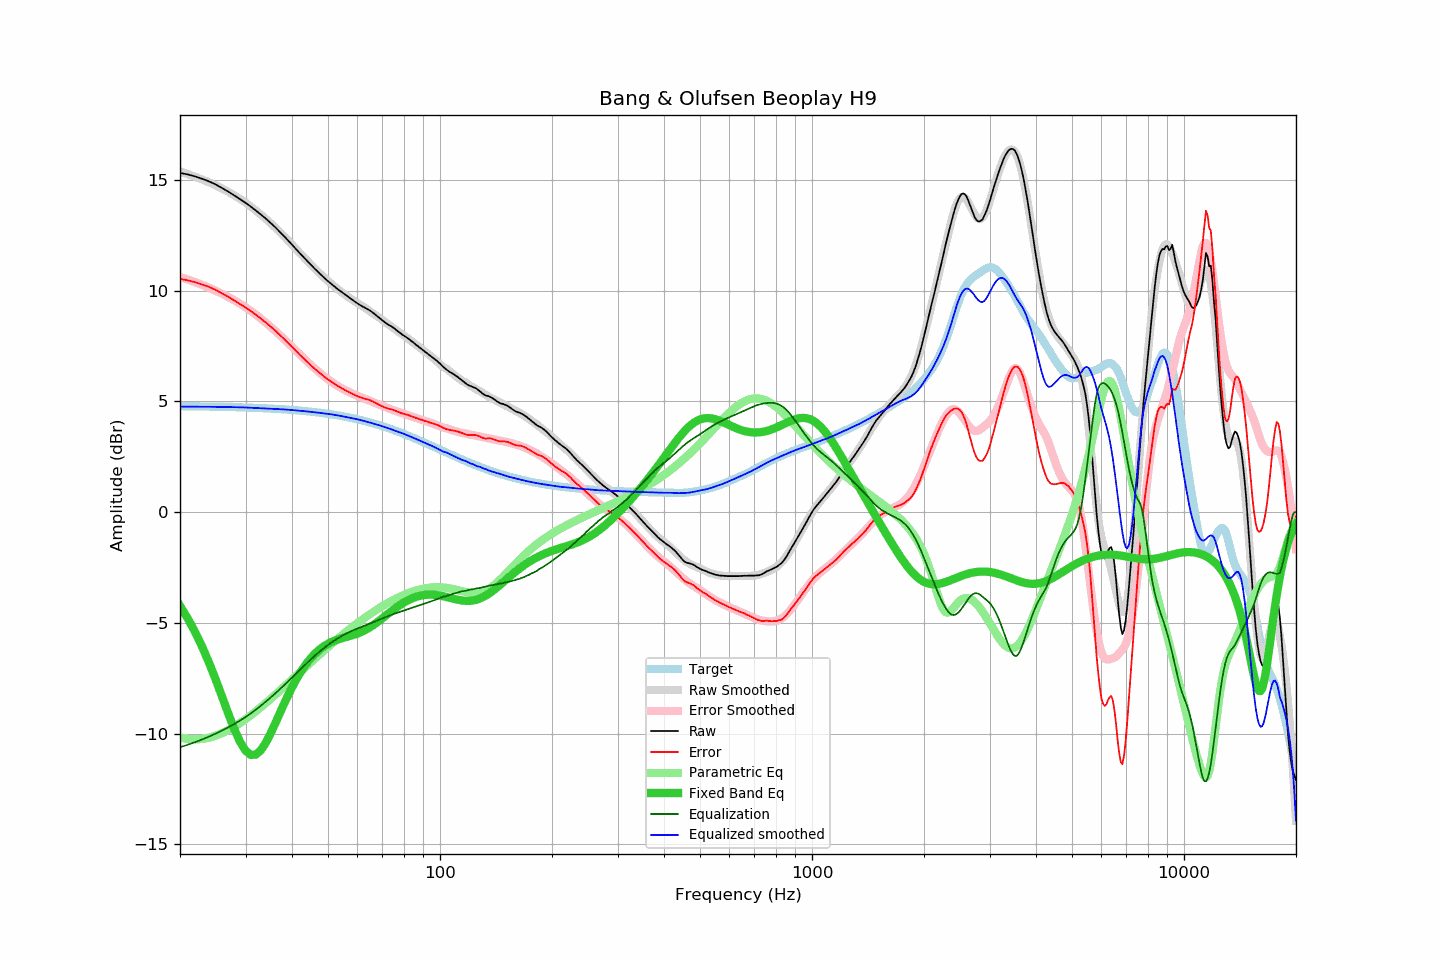 Bang & Olufsen Beoplay H9
Amplitude (dBr)
15
10
5
0
−5
−10
−15
Target
Raw Smoothed
Error Smoothed
Raw
Error
Parametric Eq
Fixed Band Eq
Equalization
Equalized smoothed
100
1000
10000
Frequency (Hz)